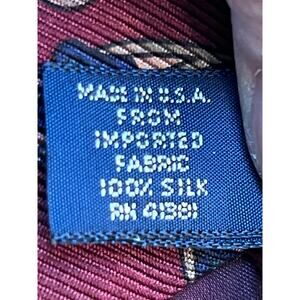 MADE IN U.S.A.
FROM
IMPORTED
FABRIC
100% SILK
RN 41381